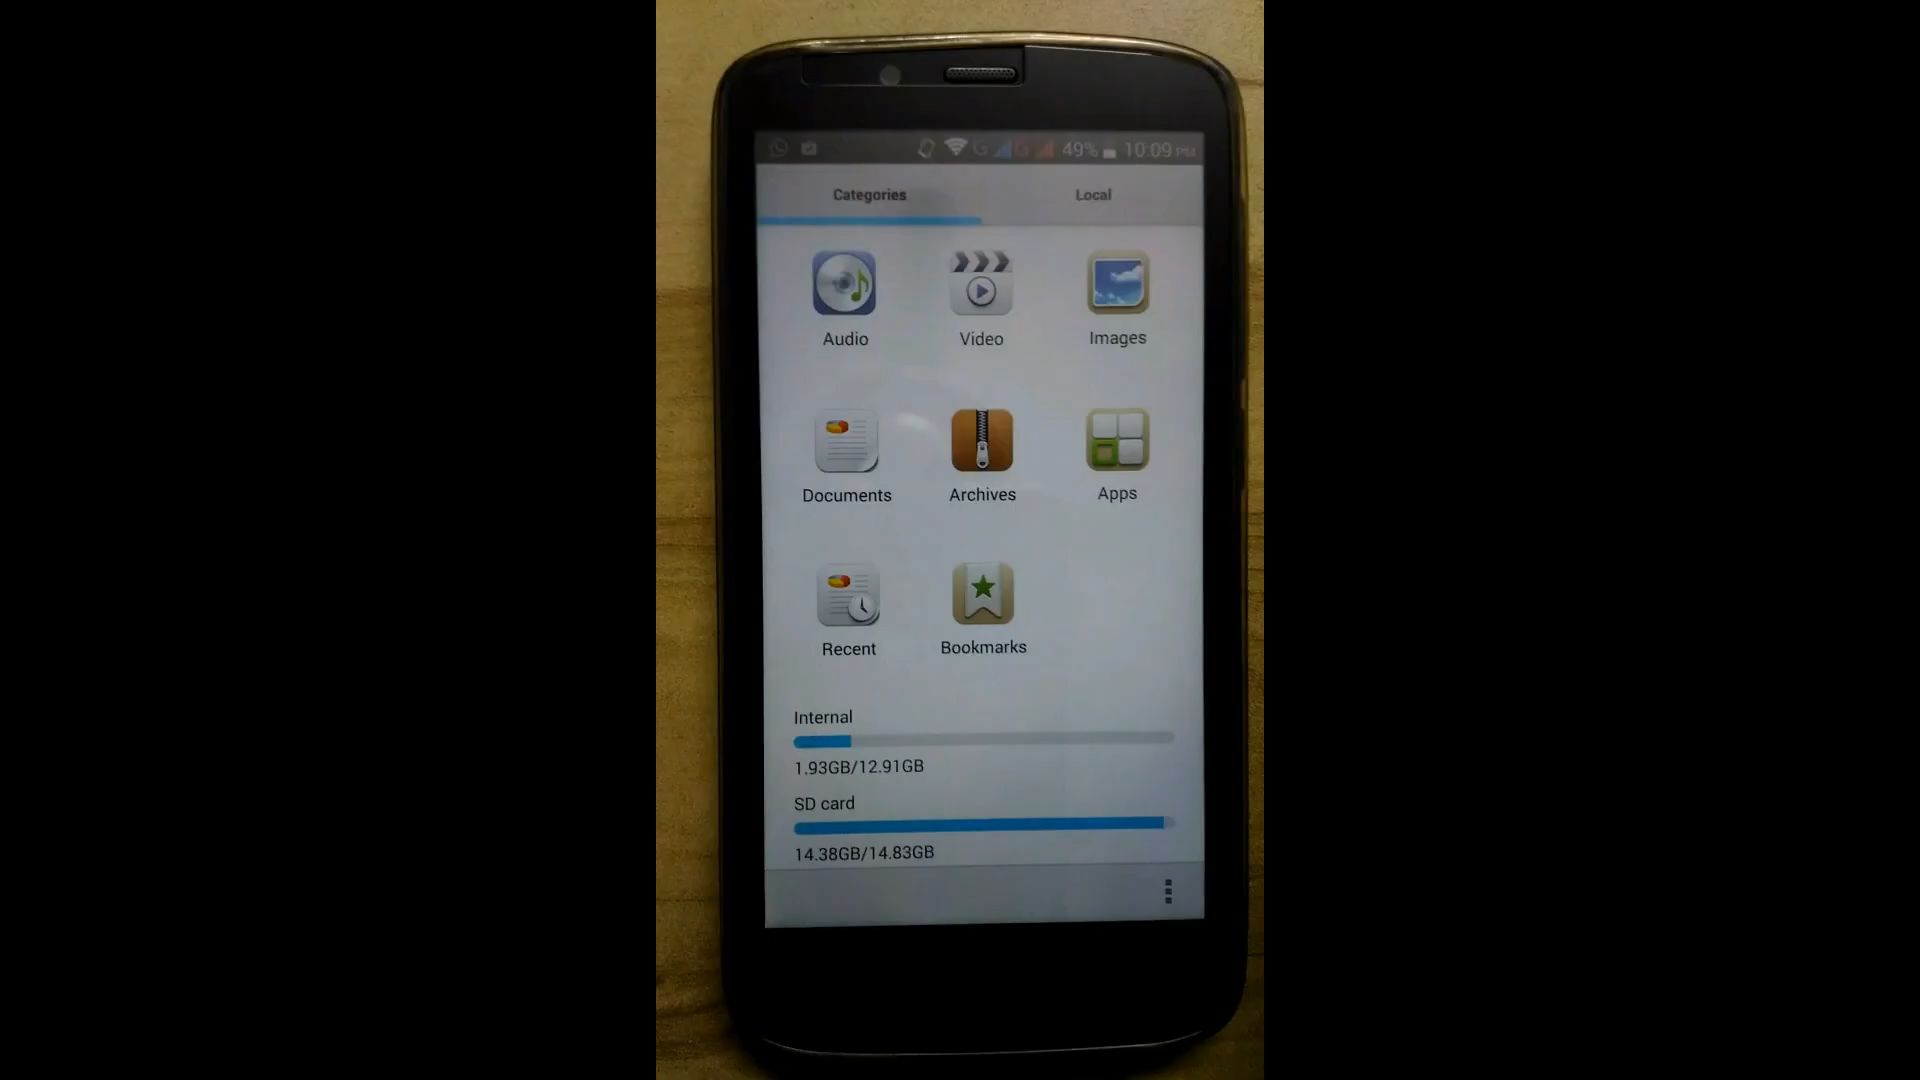 49% 10:09 PM
Categories Local
Audio Video Images
Documents Archives Apps
Recent Bookmarks
Internal
1.93GB/12.91GB
SD card
14.38GB/14.83GB